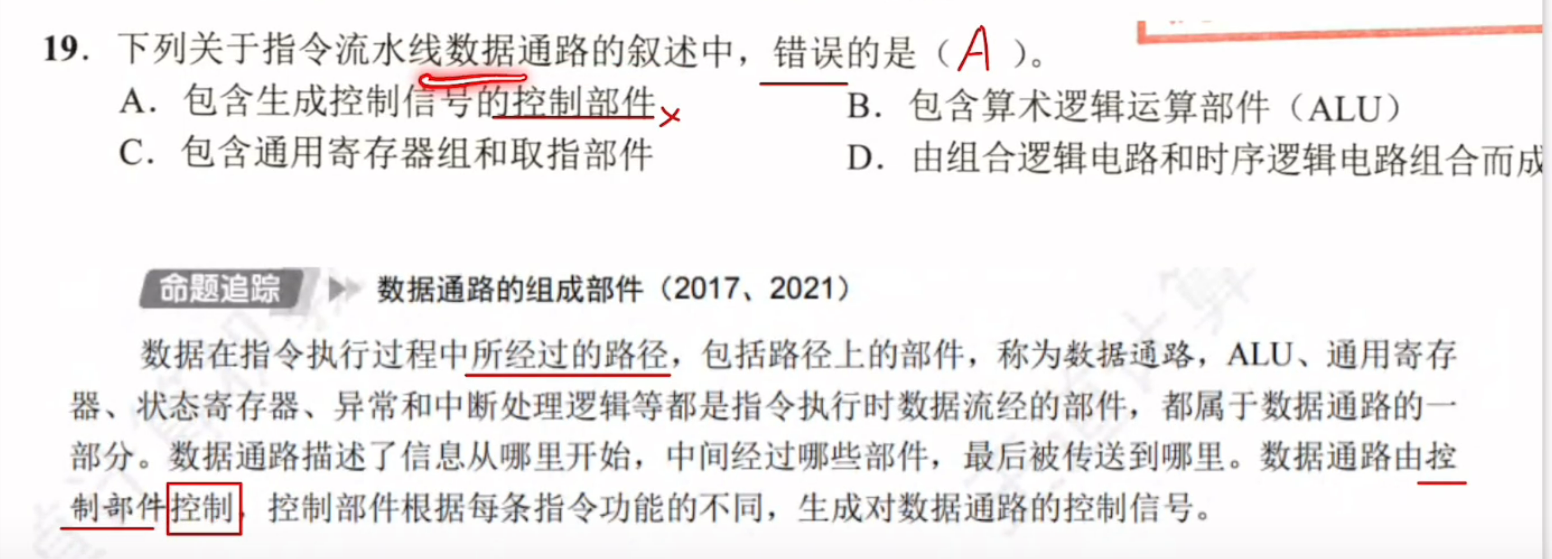 19. 下列关于指令流水线数据通路的叙述中，错误的是（ A ）。
A. 包含生成控制信号的控制部件 ×
B. 包含算术逻辑运算部件（ALU）
C. 包含通用寄存器组和取指部件
D. 由组合逻辑电路和时序逻辑电路组合而成
命题追踪 数据通路的组成部件（2017、2021）
数据在指令执行过程中所经过的路径，包括路径上的部件，称为数据通路，ALU、通用寄存
器、状态寄存器、异常和中断处理逻辑等都是指令执行时数据流经的部件，都属于数据通路的一
部分。数据通路描述了信息从哪里开始，中间经过哪些部件，最后被传送到哪里。数据通路由控
制部件控制，控制部件根据每条指令功能的不同，生成对数据通路的控制信号。